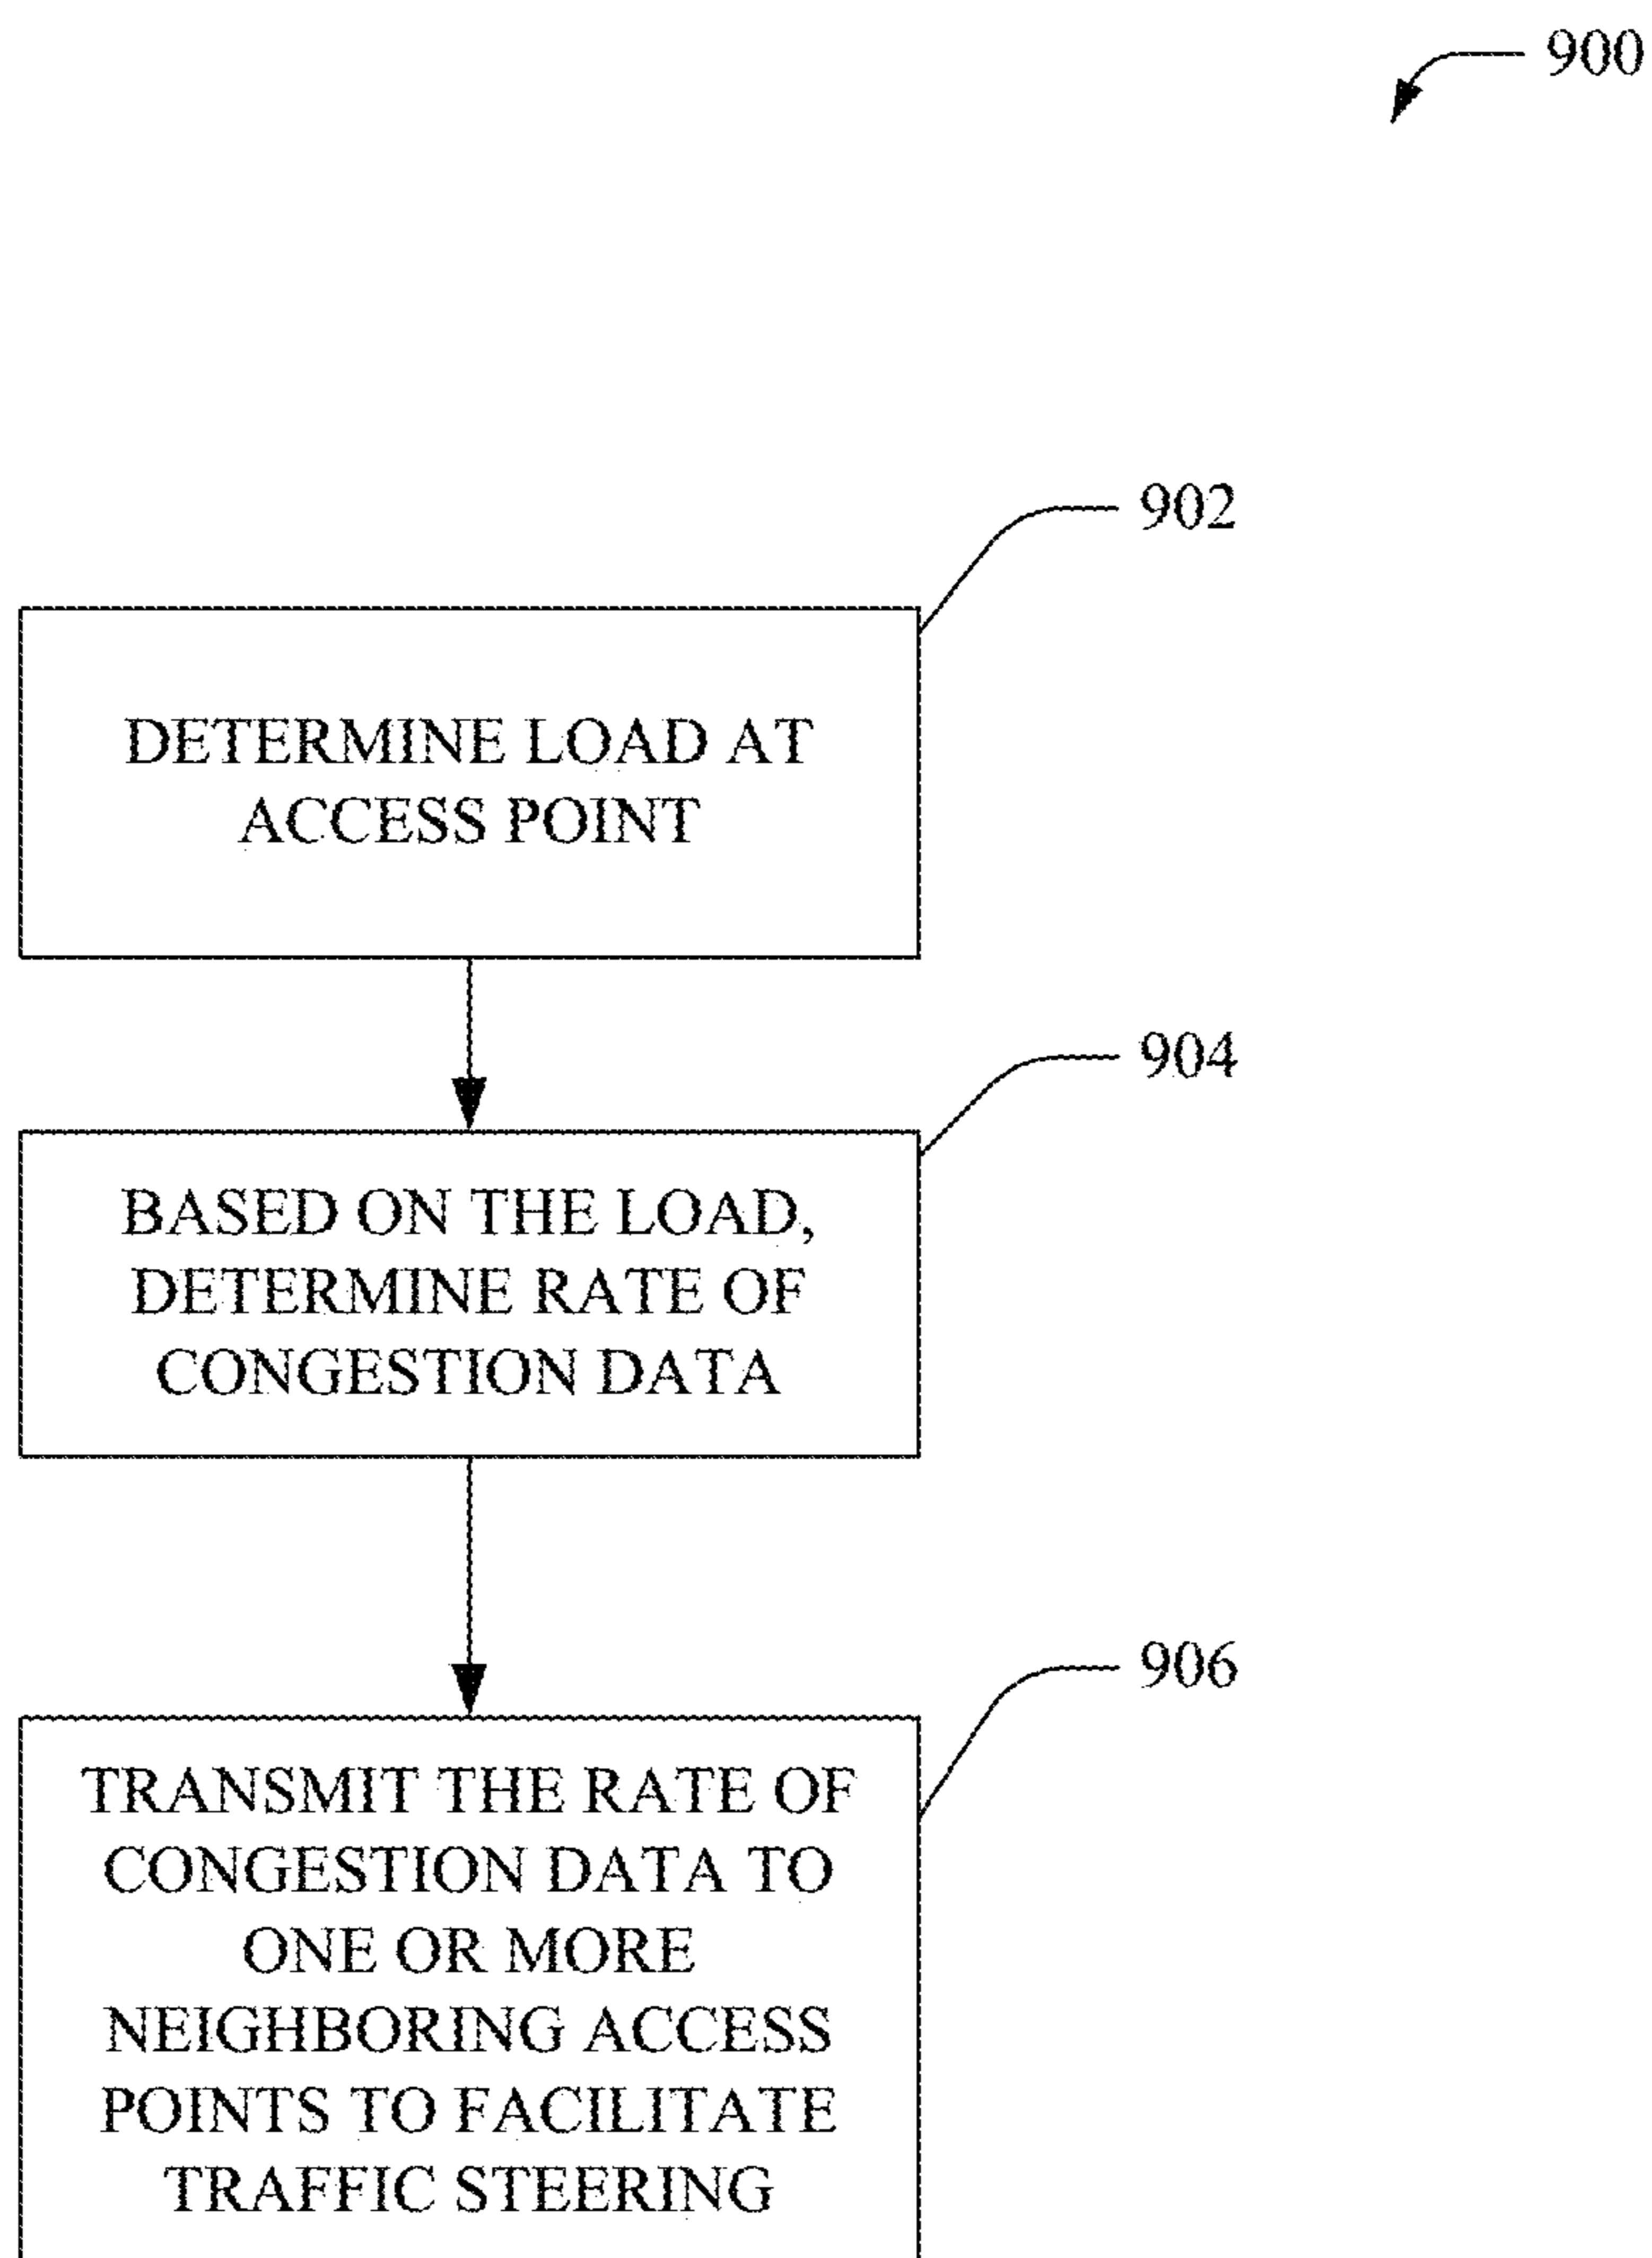 900
902
DETERMINE LOAD AT
ACCESS POINT
904
BASED ON THE LOAD,
DETERMINE RATE OF
CONGESTION DATA
906
TRANSMIT THE RATE OF
CONGESTION DATA TO
ONE OR MORE
NEIGHBORING ACCESS
POINTS TO FACILITATE
TRAFFIC STEERING